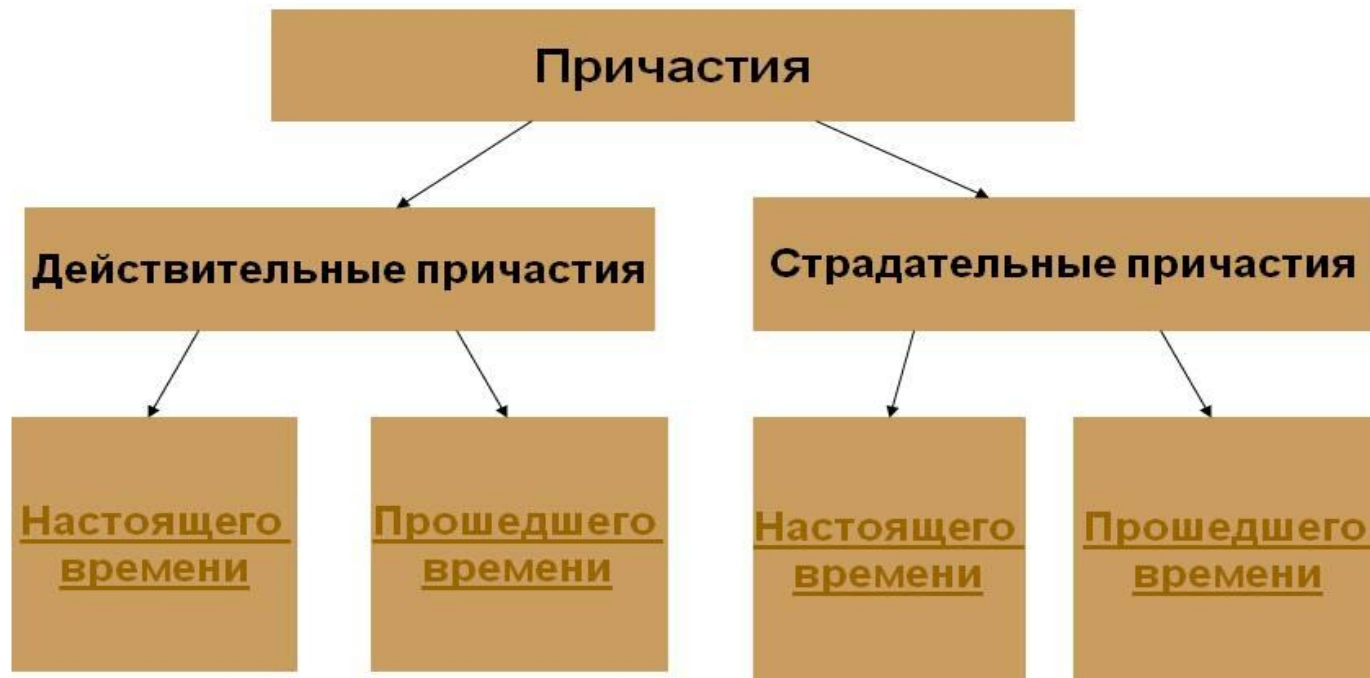 Причастия
Действительные причастия
Страдательные причастия
Настоящего
времени
Прошедшего
времени
Настоящего
времени
Прошедшего
времени